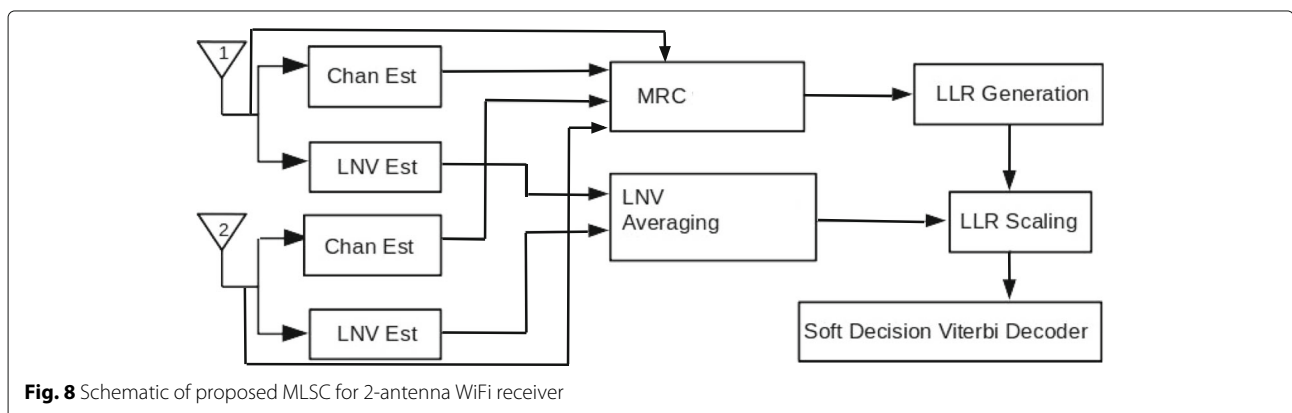 1
Chan Est
MRC
LLR Generation
LNV Est
LNV
Averaging
LLR Scaling
2
Chan Est
LNV Est
Soft Decision Viterbi Decoder
Fig. 8 Schematic of proposed MLSC for 2-antenna WiFi receiver